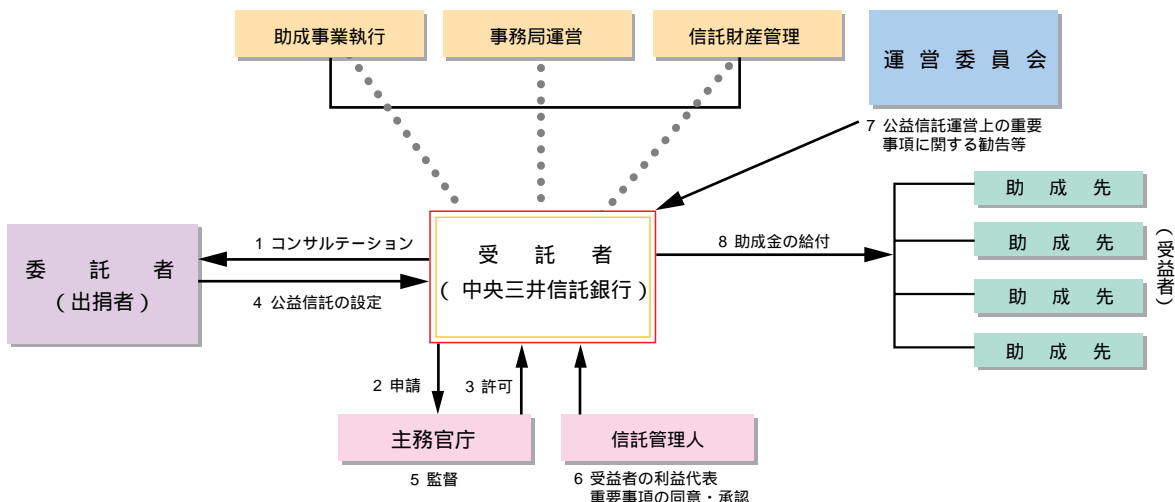 助成事業執行
事務局運営
信託財産管理
運営委員会
7 公益信託運営上の重要
事項に関する勧告等
助成先
助成先
助成先
助成先
(受益者)
1 コンサルテーション
委託者
(出捐者)
4 公益信託の設定
受託者
(中央三井信託銀行)
8 助成金の給付
2 申請
3 許可
主務官庁
5 監督
信託管理人
6 受益者の利益代表
重要事項の同意・承認